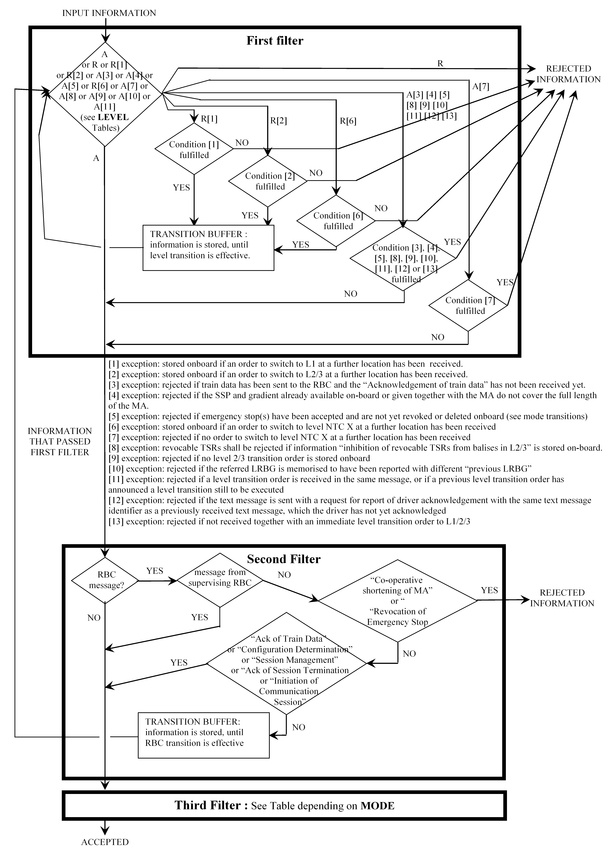 INPUT INFORMATION
First filter
A
or R or R[1]
or R[2] or A[3] or A[4] or
A[5] or R[6] or A[7] or
A[8] or A[9] or A[10] or
A[11]
(see LEVEL
Tables)
R
REJECTED
INFORMATION
A[7]
A[3] [4] [5]
[8] [9] [10]
[11] [12] [13]
R[1]
R[2]
R[6]
A
Condition [1]
fulfilled
NO
YES
Condition [2]
fulfilled
NO
YES
Condition [6]
fulfilled
NO
YES
Condition [3], [4],
[5], [8], [9], [10],
[11], [12] or [13]
fulfilled
YES
NO
Condition [7]
fulfilled
YES
NO
TRANSITION BUFFER :
information is stored, until
level transition is effective.
INFORMATION
THAT PASSED
FIRST FILTER
[1] exception: stored onboard if an order to switch to L1 at a further location has been received.
[2] exception: stored onboard if an order to switch to L2/3 at a further location has been received.
[3] exception: rejected if train data has been sent to the RBC and the “Acknowledgement of train data” has not been received yet.
[4] exception: rejected if the SSP and gradient already available on-board or given together with the MA do not cover the full length
of the MA.
[5] exception: rejected if emergency stop(s) have been accepted and are not yet revoked or deleted onboard (see mode transitions)
[6] exception: stored onboard if an order to switch to level NTC X at a further location has been received
[7] exception: rejected if no order to switch to level NTC X at a further location has been received
[8] exception: revocable TSRs shall be rejected if information “inhibition of revocable TSRs from balises in L2/3” is stored on-board.
[9] exception: rejected if no level 2/3 transition order is stored onboard
[10] exception: rejected if the referred LRBG is memorised to have been reported with different “previous LRBG”
[11] exception: rejected if a level transition order is received in the same message, or if a previous level transition order has
announced a level transition still to be executed
[12] exception: rejected if the text message is sent with a request for report of driver acknowledgement with the same text message
identifier as a previously received text message, which the driver has not yet acknowledged
[13] exception: rejected if not received together with an immediate level transition order to L1/2/3
Second Filter
RBC
message?
YES
NO
message from
supervising RBC
NO
YES
“Co-operative
shortening of MA”
or “
“Revocation of
Emergency Stop
YES
REJECTED
INFORMATION
NO
“Ack of Train Data”
or “Configuration Determination”
or “Session Management”
or “Ack of Session Termination
or “Initiation of
Communication
Session”
YES
NO
TRANSITION BUFFER:
information is stored, until
RBC transition is effective
Third Filter : See Table depending on MODE
ACCEPTED